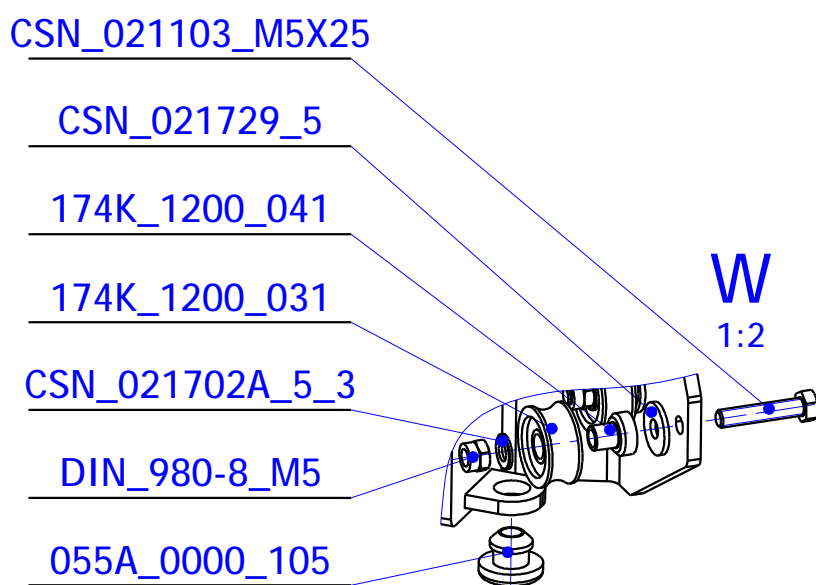 CSN_021103_M5X25
CSN_021729_5
174K_1200_041
174K_1200_031
W
1:2
CSN_021702A_5_3
DIN_980-8_M5
055A_0000_105